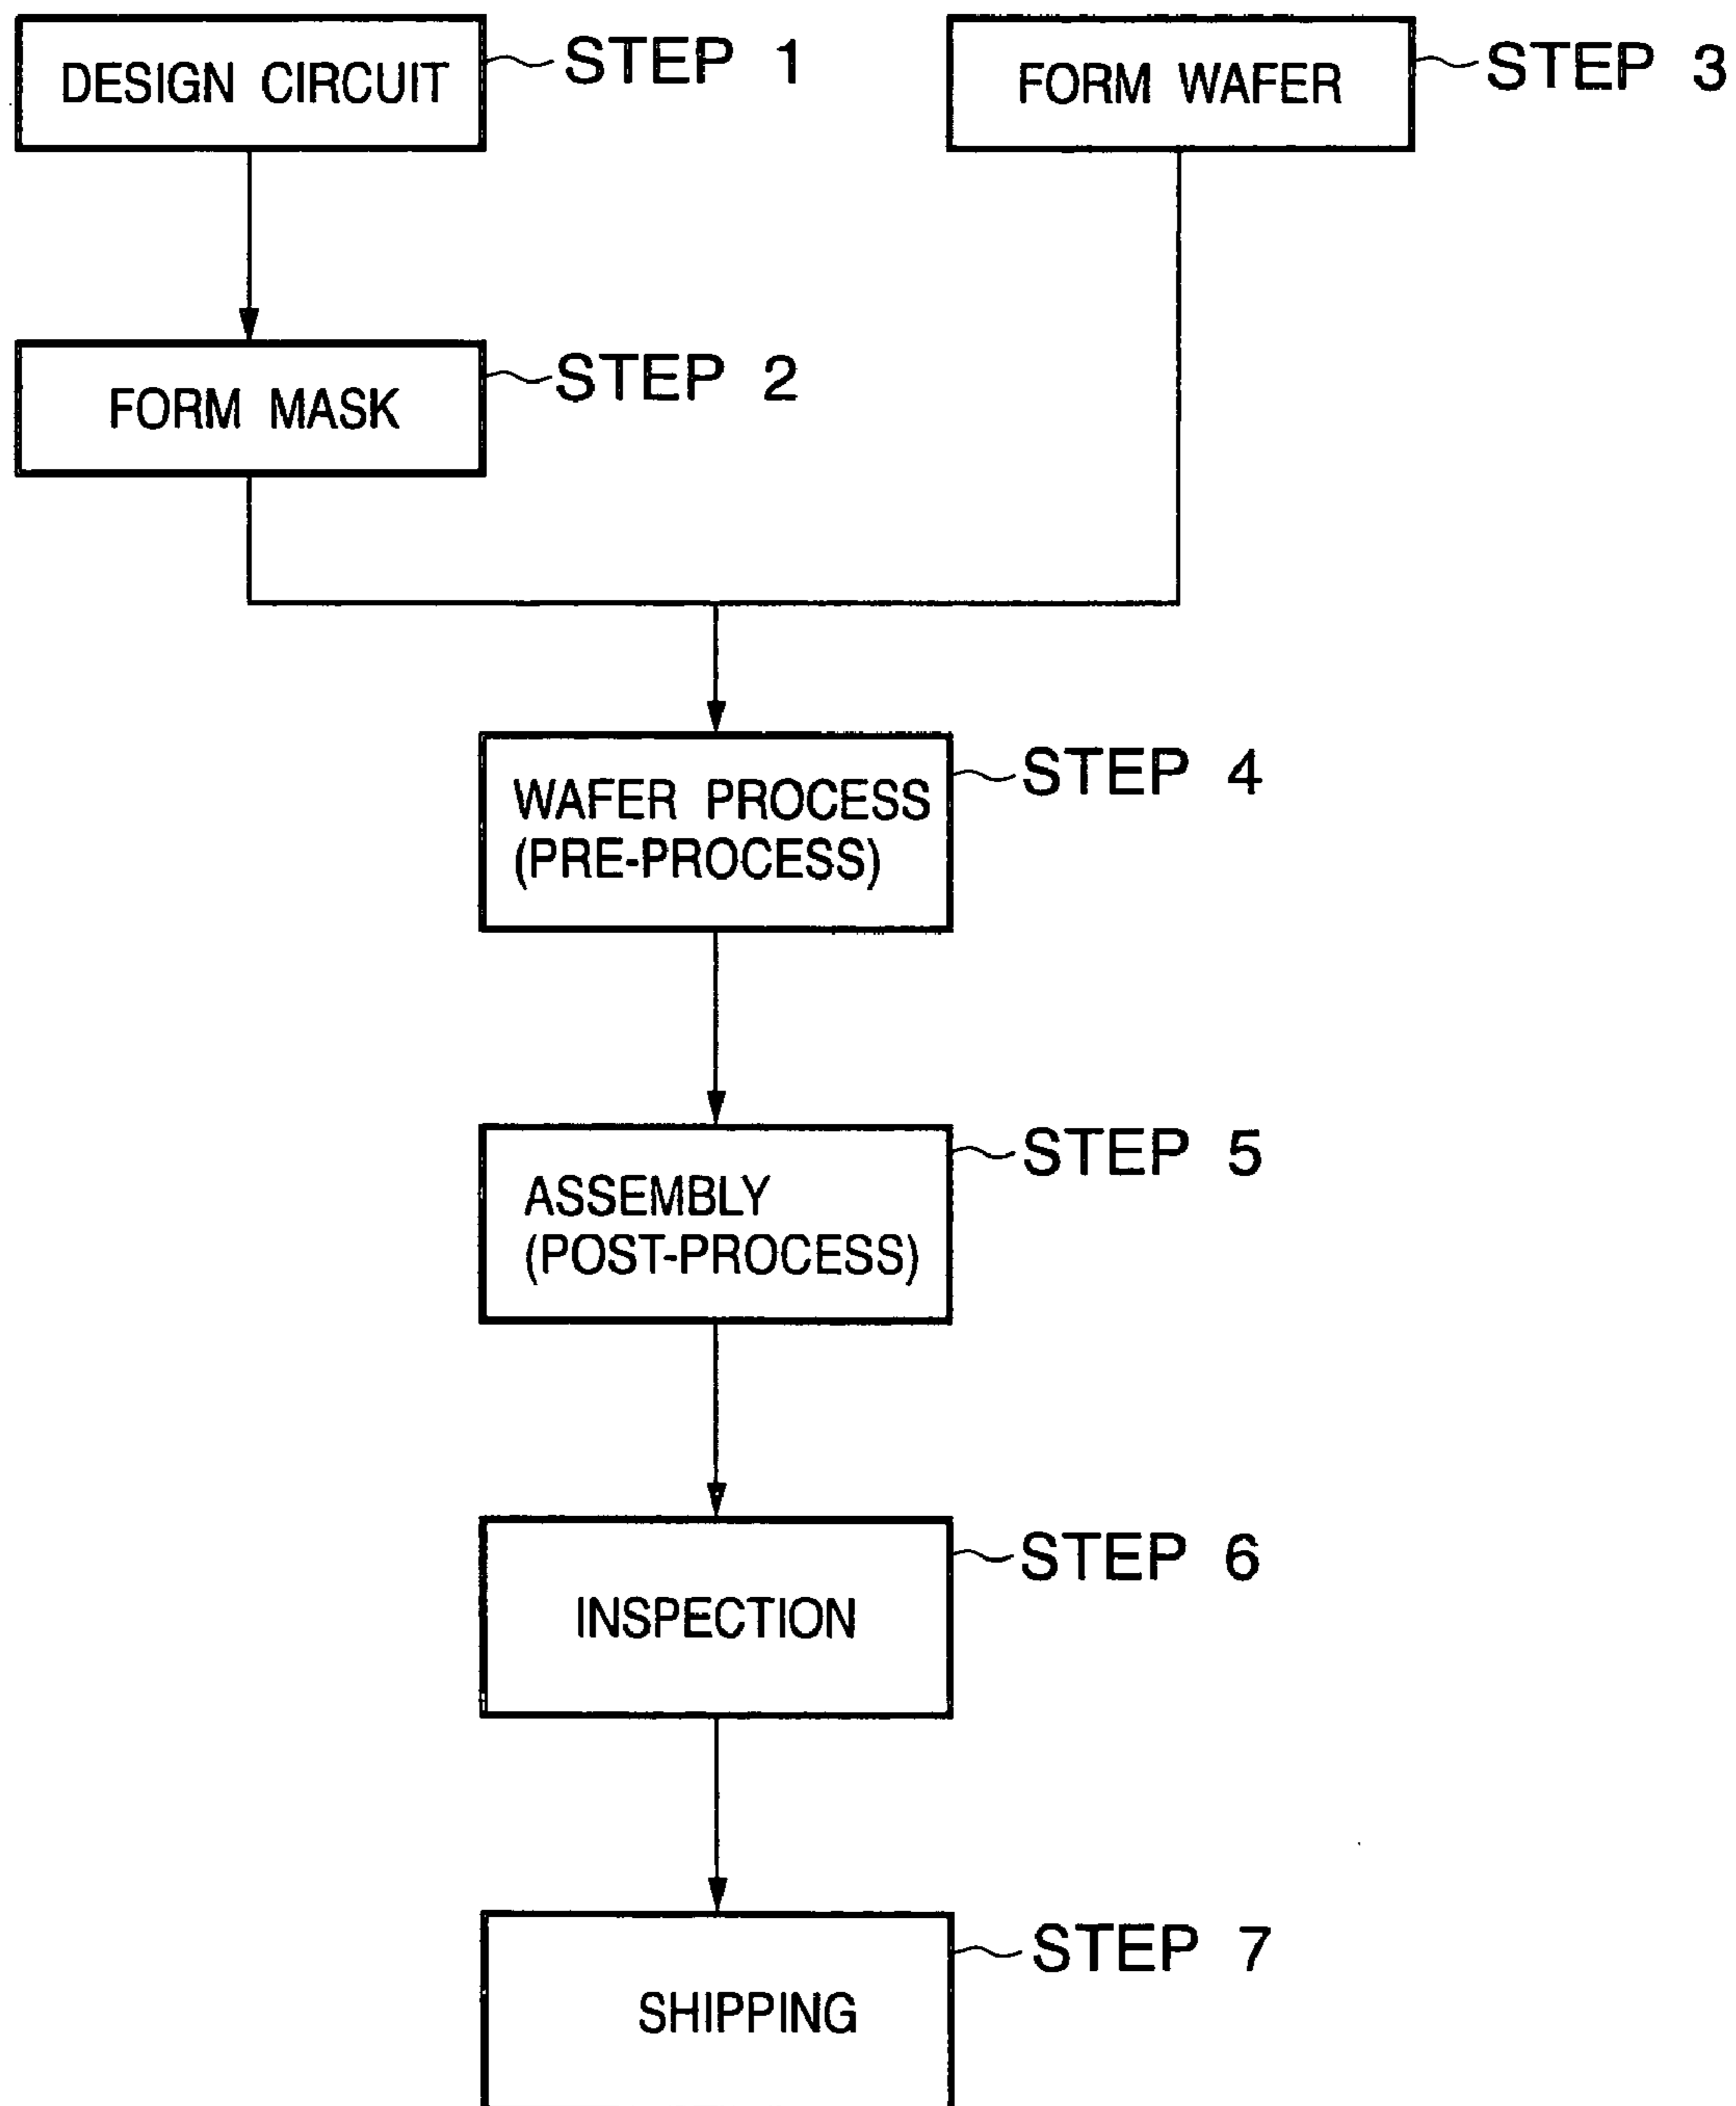 DESIGN CIRCUIT
STEP 1
FORM WAFER
STEP 3
FORM MASK
STEP 2
WAFER PROCESS
(PRE-PROCESS)
STEP 4
ASSEMBLY
(POST-PROCESS)
STEP 5
INSPECTION
STEP 6
SHIPPING
STEP 7